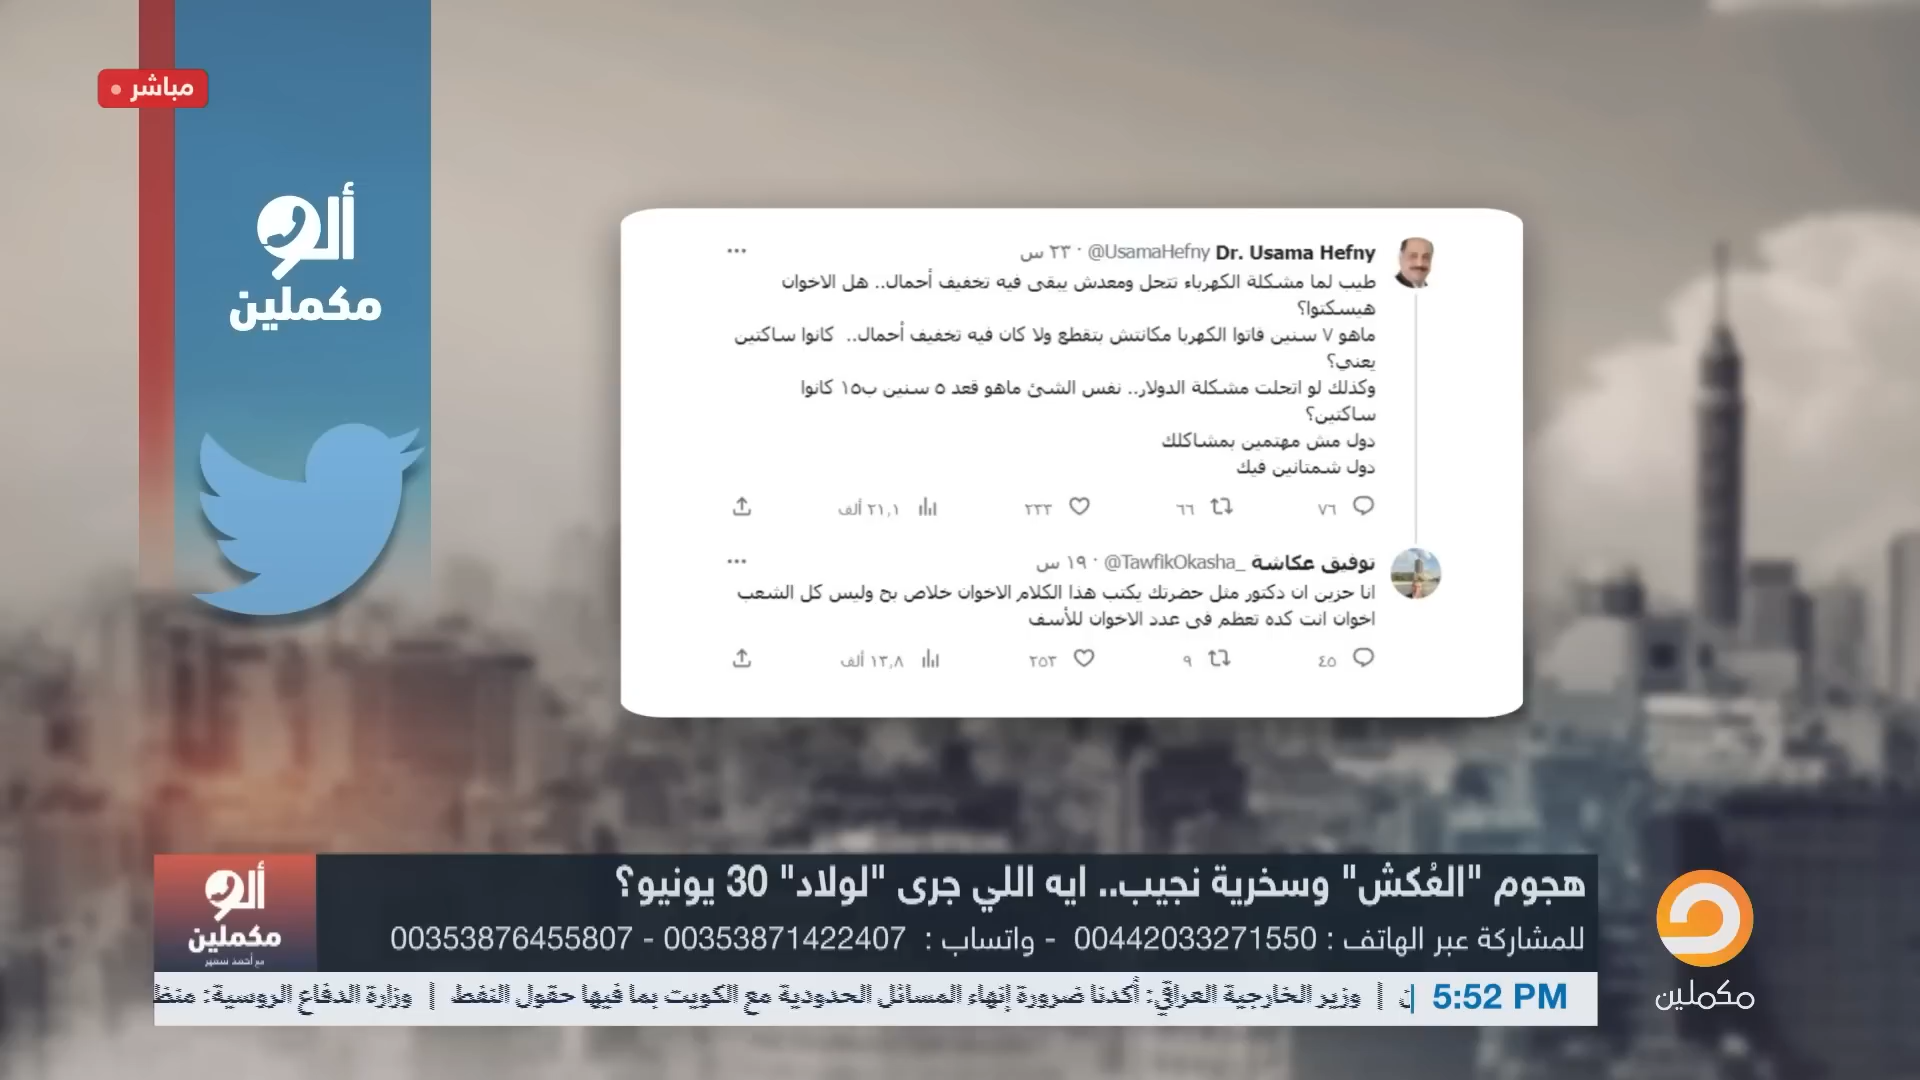 مباشر
ألو
مكملين
Dr. Usama Hefny @UsamaHefny · ٢٣ س
طيب لما مشكلة الكهرباء تتحل ومعدش يبقى فيه تخفيف أحمال.. هل الاخوان
هيسكتوا؟
ماهو ٧ سنين فاتوا الكهربا مكانتش بتقطع ولا كان فيه تخفيف أحمال.. كانوا ساكتين
يعني؟
وكذلك لو اتحلت مشكلة الدولار.. نفس الشئ ماهو قعد ٥ سنين ب١٥ كانوا
ساكتين؟
دول مش مهتمين بمشاكلك
دول شمتانين فيك
٧٦ ٦٦ ٢٣٣ ٢١,١ ألف
توفيق عكاشة @TawfikOkasha_ · ١٩ س
انا حزين ان دكتور مثل حضرتك يكتب هذا الكلام الاخوان خلاص بح وليس كل الشعب
اخوان انت كده تعظم فى عدد الاخوان للأسف
٤٥ ٩ ٢٥٣ ١٣,٨ ألف
هجوم "العُكش" وسخرية نجيب.. ايه اللي جرى "لولاد" 30 يونيو؟
للمشاركة عبر الهاتف : 00442033271550 - واتساب : 00353871422407 - 00353876455807
ألو
مكملين
مع أحمد سمير
5:52 PM
| وزير الخارجية العراقي: أكدنا ضرورة إنهاء المسائل الحدودية مع الكويت بما فيها حقول النفط | وزارة الدفاع الروسية:
مكملين